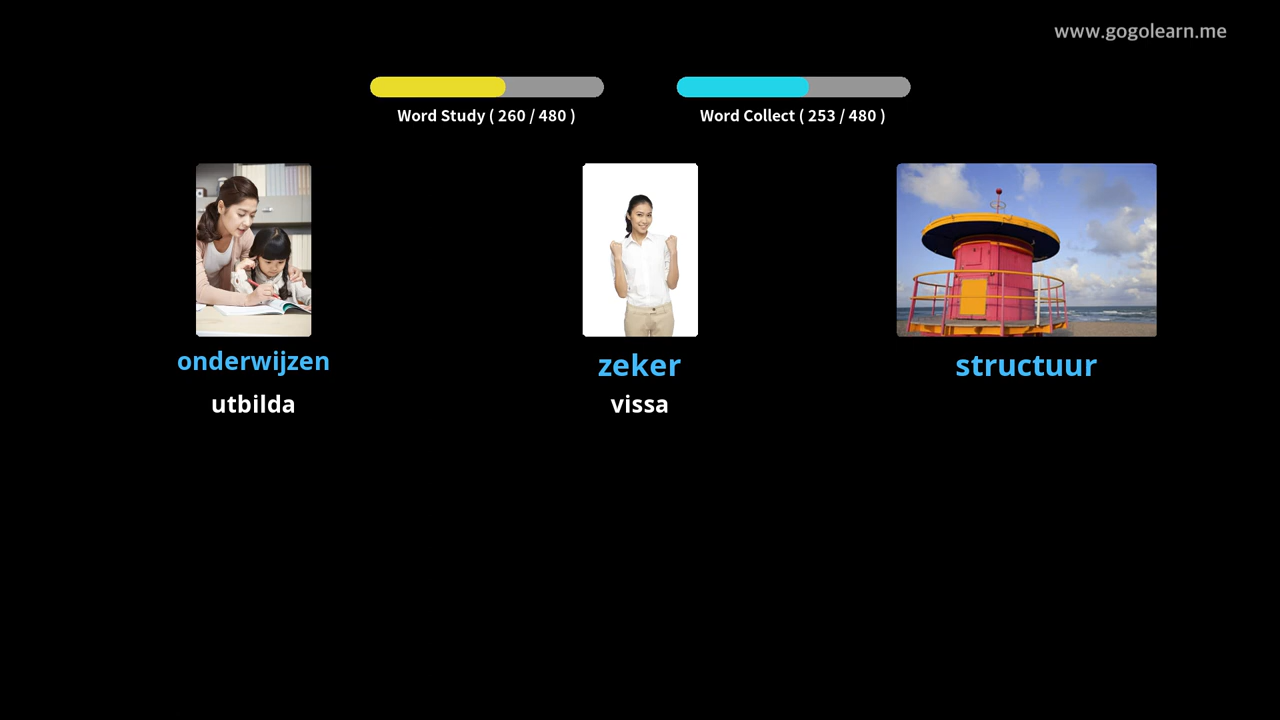 www.gogolearn.me
Word Study ( 260 / 480 )
Word Collect ( 253 / 480 )
onderwijzen
zeker
structuur
utbilda
vissa